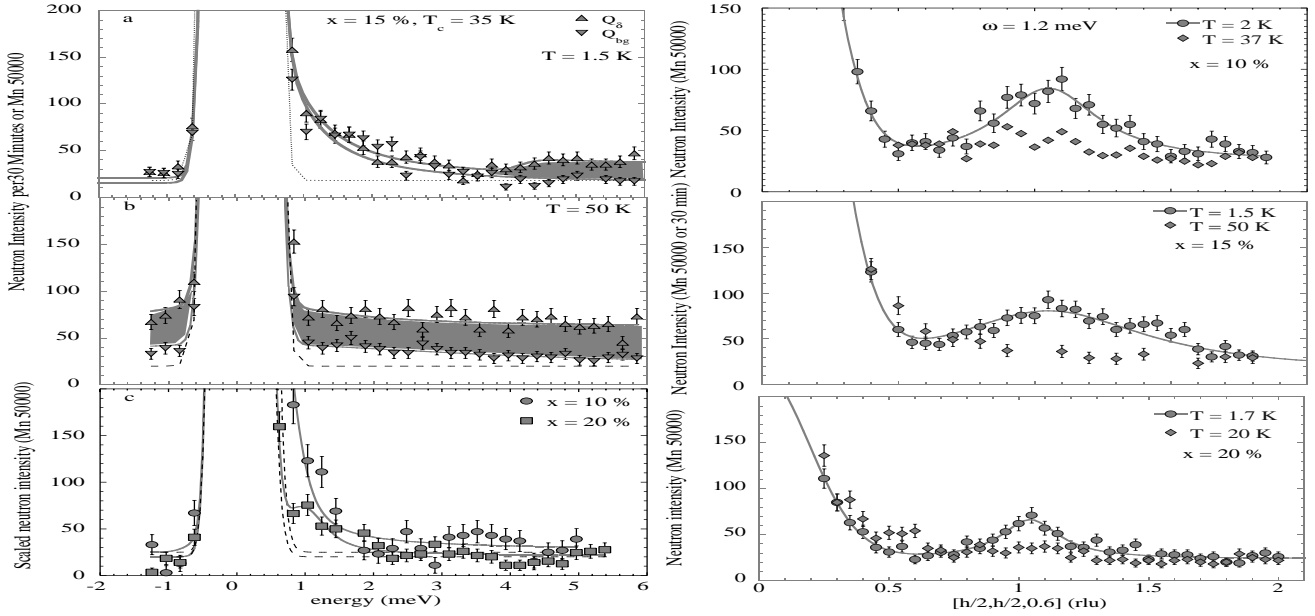 a
x = 15 % , T_c = 35 K
Q_δ
Q_bg
T = 1.5 K
200
150
100
50
0
Neutron Intensity per30 Minutes or Mn 50000
b
T = 50 K
150
100
50
0
c
x = 10 %
x = 20 %
150
100
50
0
Scaled neutron intensity (Mn 50000)
-2
-1
0
1
2
3
4
5
6
energy (meV)
ω = 1.2 meV
T = 2 K
T = 37 K
x = 10 %
200
150
100
50
0
Neutron Intensity (Mn 50000)
T = 1.5 K
T = 50 K
x = 15 %
150
100
50
0
Neutron Intensity (Mn 50000 or 30 min)
T = 1.7 K
T = 20 K
x = 20 %
150
100
50
0
Neutron intensity (Mn 50000)
0
0.5
1
1.5
2
[h/2,h/2,0.6] (rlu)